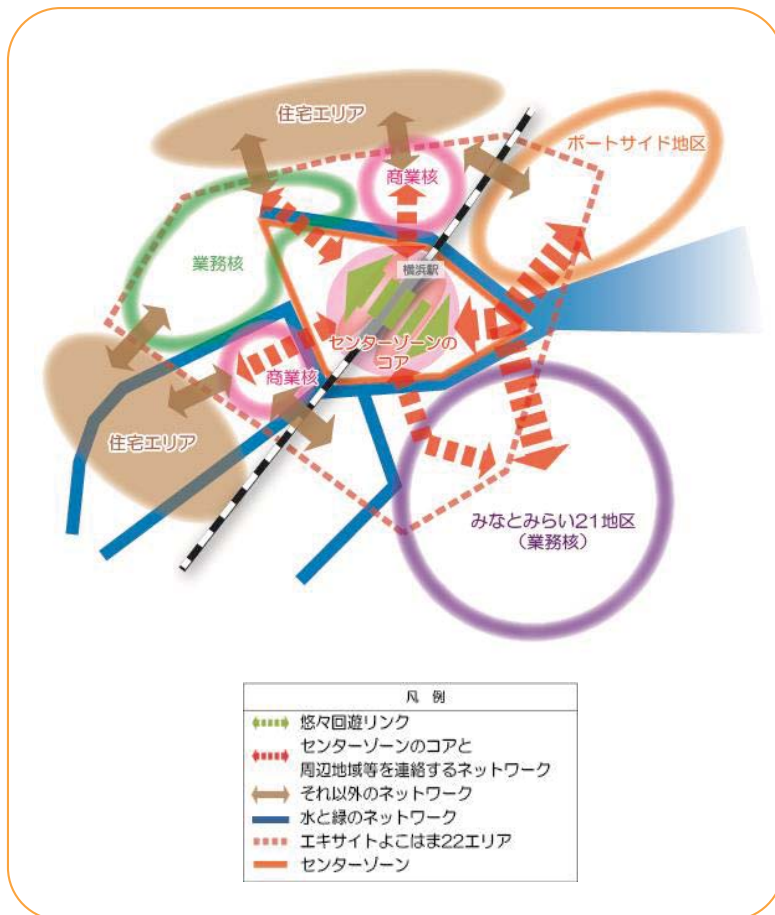 住宅エリア
ポートサイド地区
商業核
業務核
横浜駅
センターゾーンの
コア
商業核
住宅エリア
みなとみらい21地区
(業務核)
凡 例
悠々回遊リンク
センターゾーンのコアと
周辺地域等を連絡するネットワーク
それ以外のネットワーク
水と緑のネットワーク
エキサイトよこはま22エリア
センターゾーン